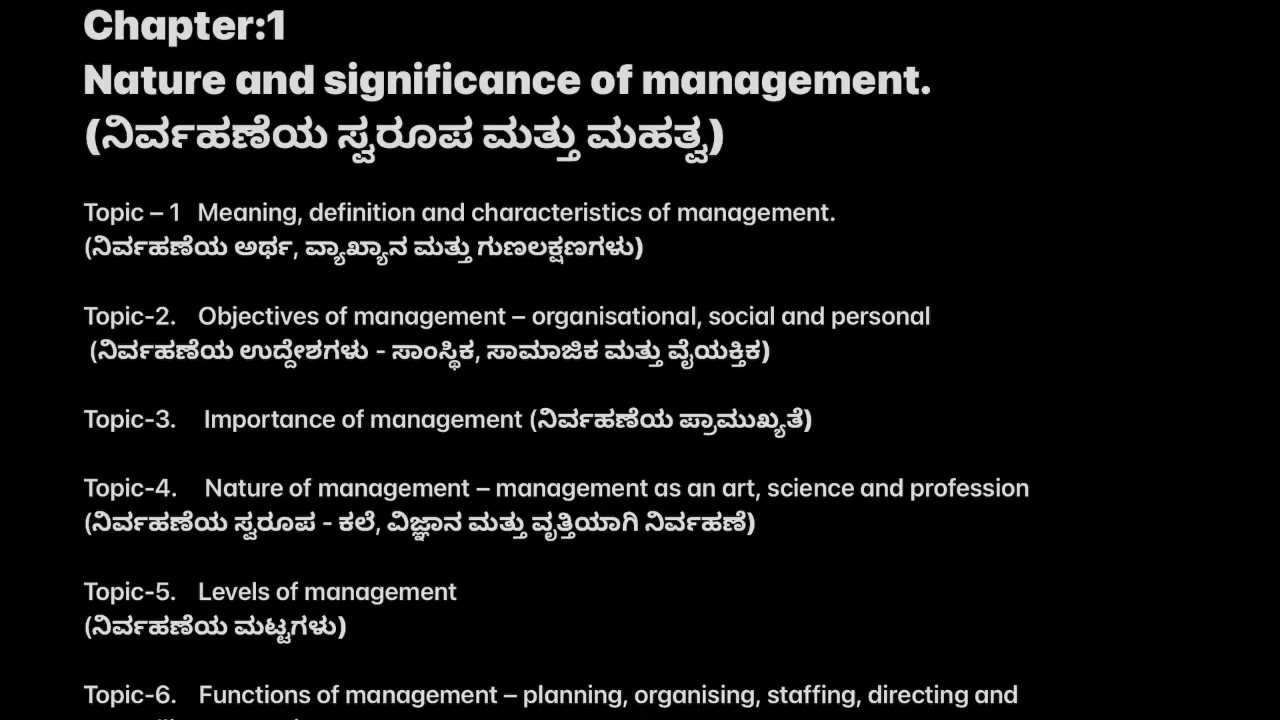 Chapter:1
Nature and significance of management.
(ನಿರ್ವಹಣೆಯ ಸ್ವರೂಪ ಮತ್ತು ಮಹತ್ವ)
Topic – 1 Meaning, definition and characteristics of management.
(ನಿರ್ವಹಣೆಯ ಅರ್ಥ, ವ್ಯಾಖ್ಯಾನ ಮತ್ತು ಗುಣಲಕ್ಷಣಗಳು)
Topic-2. Objectives of management – organisational, social and personal
(ನಿರ್ವಹಣೆಯ ಉದ್ದೇಶಗಳು - ಸಾಂಸ್ಥಿಕ, ಸಾಮಾಜಿಕ ಮತ್ತು ವೈಯಕ್ತಿಕ)
Topic-3. Importance of management (ನಿರ್ವಹಣೆಯ ಪ್ರಾಮುಖ್ಯತೆ)
Topic-4. Nature of management – management as an art, science and profession
(ನಿರ್ವಹಣೆಯ ಸ್ವರೂಪ - ಕಲೆ, ವಿಜ್ಞಾನ ಮತ್ತು ವೃತ್ತಿಯಾಗಿ ನಿರ್ವಹಣೆ)
Topic-5. Levels of management
(ನಿರ್ವಹಣೆಯ ಮಟ್ಟಗಳು)
Topic-6. Functions of management – planning, organising, staffing, directing and